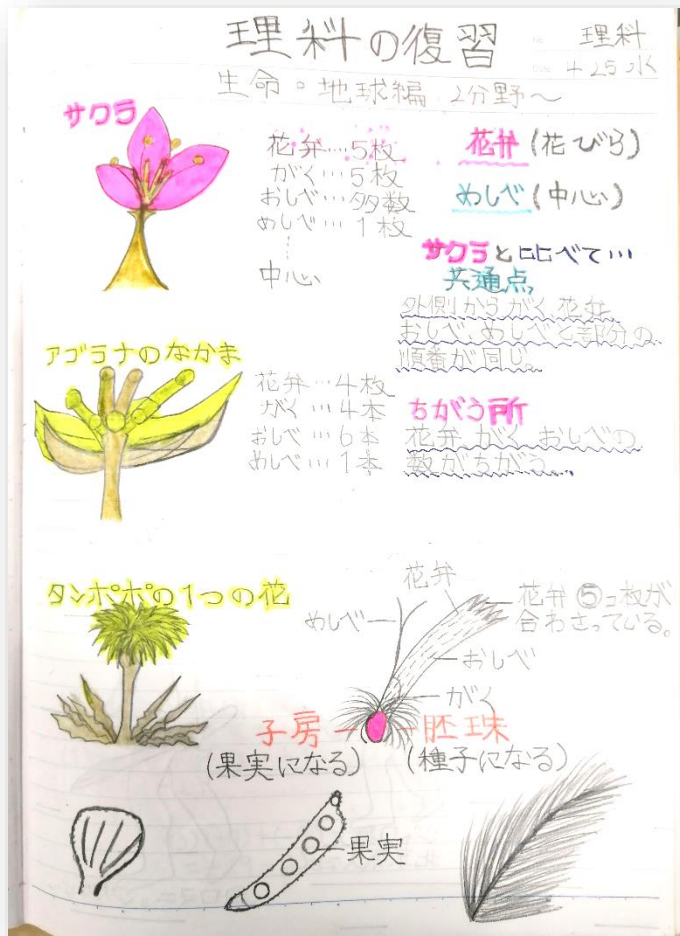 理科の復習
理科
4 25 水
生命・地球編 2分野～
サクラ
花弁…5枚
がく…5枚
おしべ…多数
めしべ…1枚
中心
花弁(花びら)
めしべ(中心)
サクラと比べて…
共通点
外側からがく、花弁、
おしべ、めしべと部分の
順番が同じ。
アブラナのなかま
花弁…4枚
がく…4本
おしべ…6本
めしべ…1本
ちがう所
花弁、がく、おしべの
数がちがう。
タンポポの1つの花
花弁
めしべ
花弁⑤つ枚が
合わさっている。
おしべ
がく
子房
胚珠
(果実になる)
(種子になる)
果実